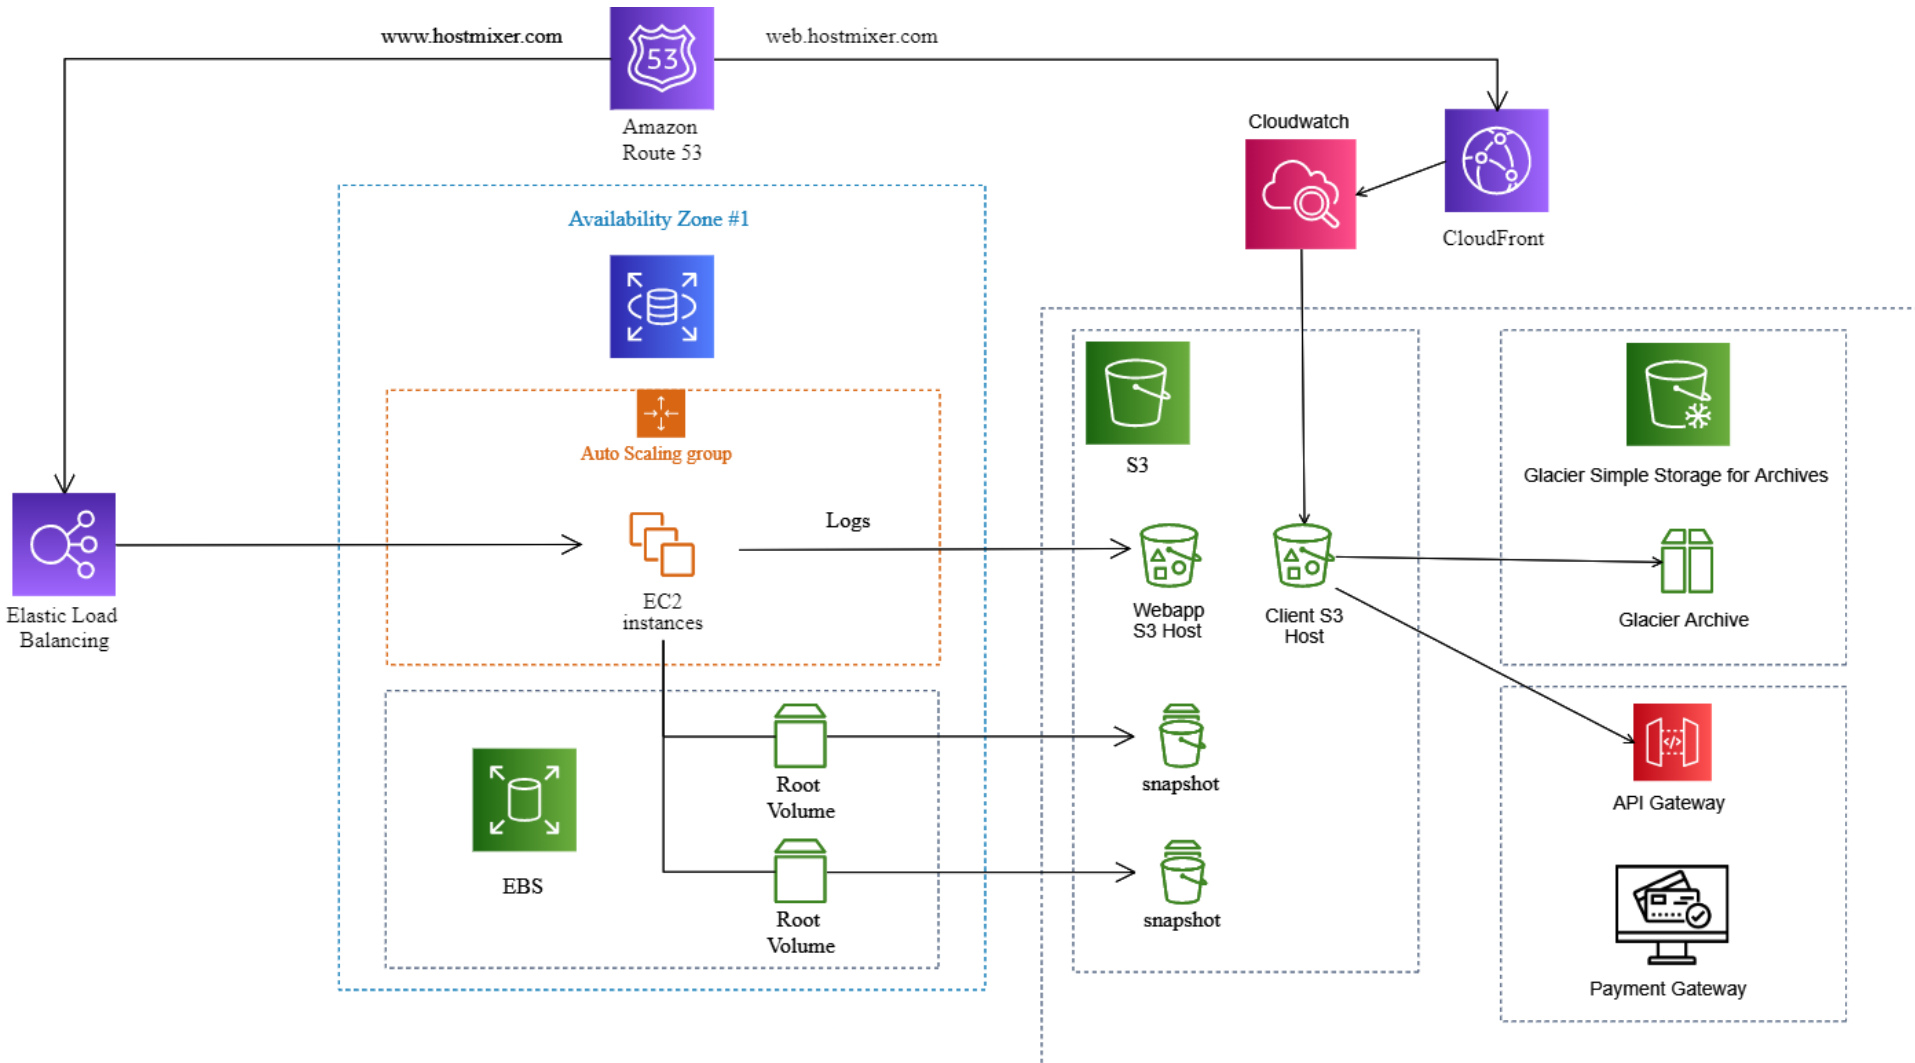 www.hostmixer.com
web.hostmixer.com
53
Amazon
Route 53
Cloudwatch
CloudFront
Availability Zone #1
Auto Scaling group
S3
Glacier Simple Storage for Archives
Logs
EC2
instances
Elastic Load
Balancing
Webapp
S3 Host
Client S3
Host
Glacier Archive
</>
Root
Volume
snapshot
API Gateway
EBS
Root
Volume
snapshot
Payment Gateway